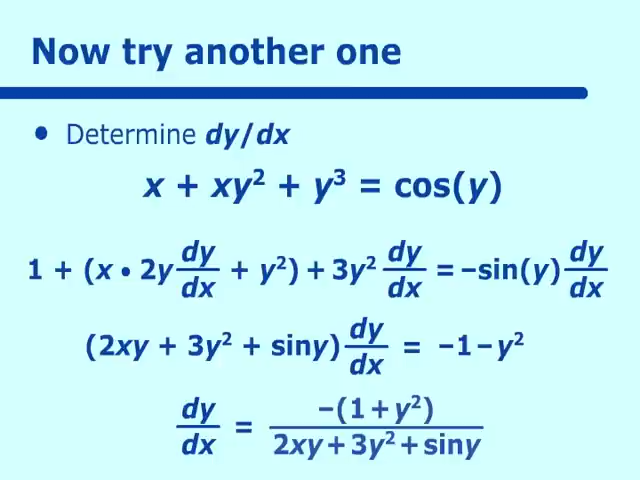 Now try another one
• Determine dy/dx
x + xy² + y³ = cos(y)
1 + (x • 2y dy/dx + y²) + 3y² dy/dx = –sin(y) dy/dx
(2xy + 3y² + siny) dy/dx = –1 – y²
dy/dx = –(1 + y²)/2xy + 3y² + siny